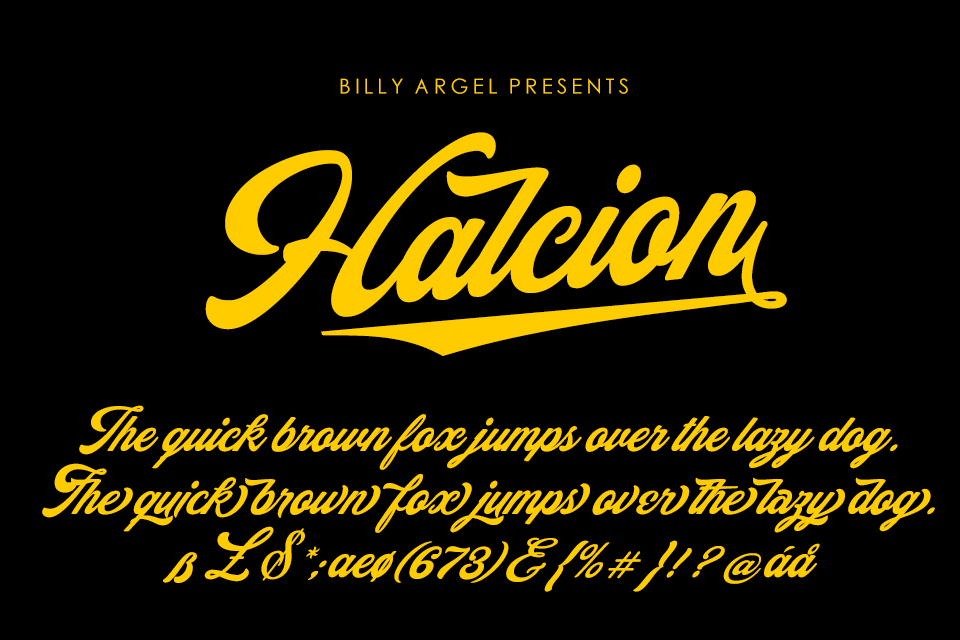 BILLY ARGEL PRESENTS
Halcion
The quick brown fox jumps over the lazy dog.
The quick brown fox jumps over the lazy dog.
ß Ł $ * ; æø (673) & {% # }! ? @ áå